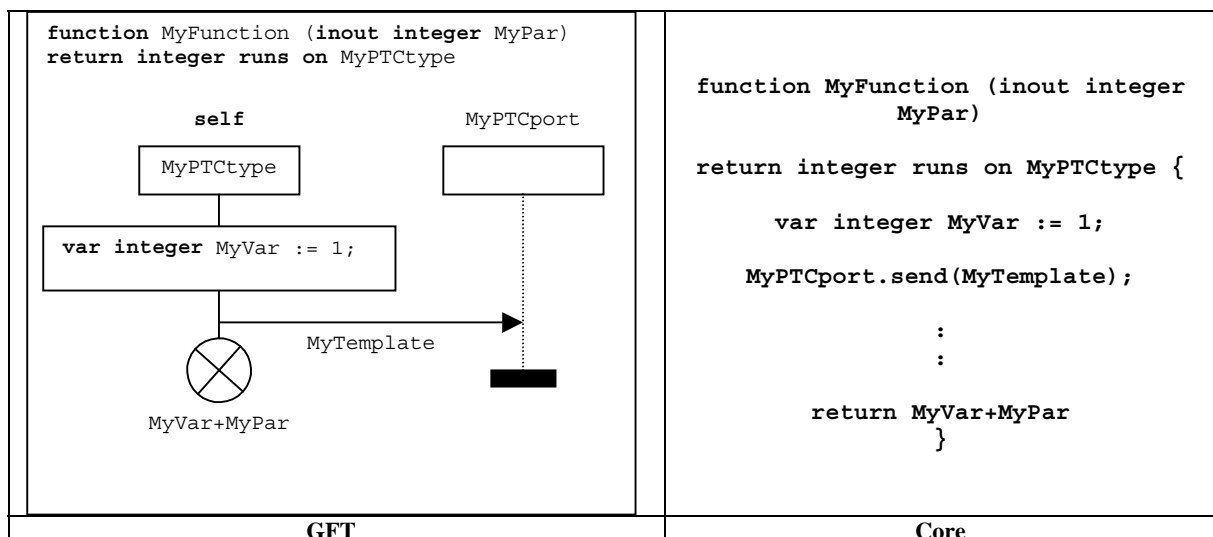 function MyFunction (inout integer MyPar)
return integer runs on MyPTCtype
self
MyPTCport
MyPTCtype
var integer MyVar := 1;
MyTemplate
MyVar+MyPar
GFT
function MyFunction (inout integer
MyPar)
return integer runs on MyPTCtype {
var integer MyVar := 1;
MyPTCport.send(MyTemplate);
:
:
return MyVar+MyPar
}
Core